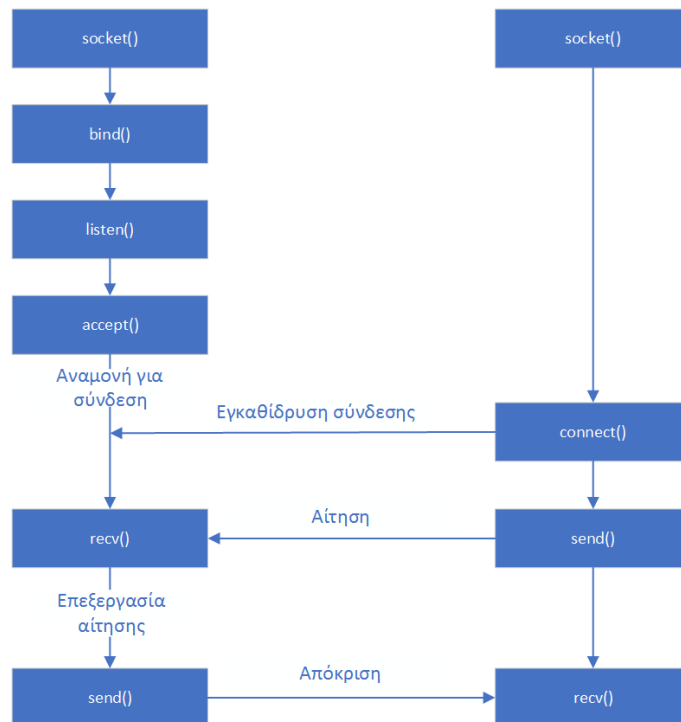 socket()
socket()
bind()
listen()
accept()
Αναμονή για
σύνδεση
Εγκαθίδρυση σύνδεσης
connect()
Αίτηση
recv()
send()
Επεξεργασία
αίτησης
Απόκριση
send()
recv()